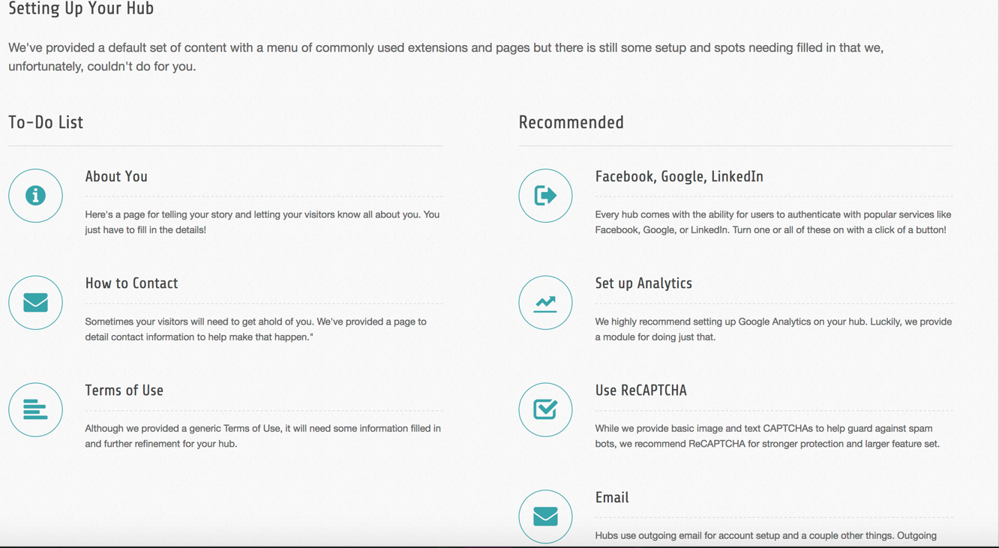 Setting Up Your Hub
We've provided a default set of content with a menu of commonly used extensions and pages but there is still some setup and spots needing filled in that we,
unfortunately, couldn't do for you.
To-Do List
About You
Here's a page for telling your story and letting your visitors know all about you. You
just have to fill in the details!
How to Contact
Sometimes your visitors will need to get ahold of you. We've provided a page to
detail contact information to help make that happen."
Terms of Use
Although we provided a generic Terms of Use, it will need some information filled in
and further refinement for your hub.
Recommended
Facebook, Google, LinkedIn
Every hub comes with the ability for users to authenticate with popular services like
Facebook, Google, or LinkedIn. Turn one or all of these on with a click of a button!
Set up Analytics
We highly recommend setting up Google Analytics on your hub. Luckily, we provide
a module for doing just that.
Use ReCAPTCHA
While we provide basic image and text CAPTCHAs to help guard against spam
bots, we recommend ReCAPTCHA for stronger protection and larger feature set.
Email
Hubs use outgoing email for account setup and a couple other things. Outgoing